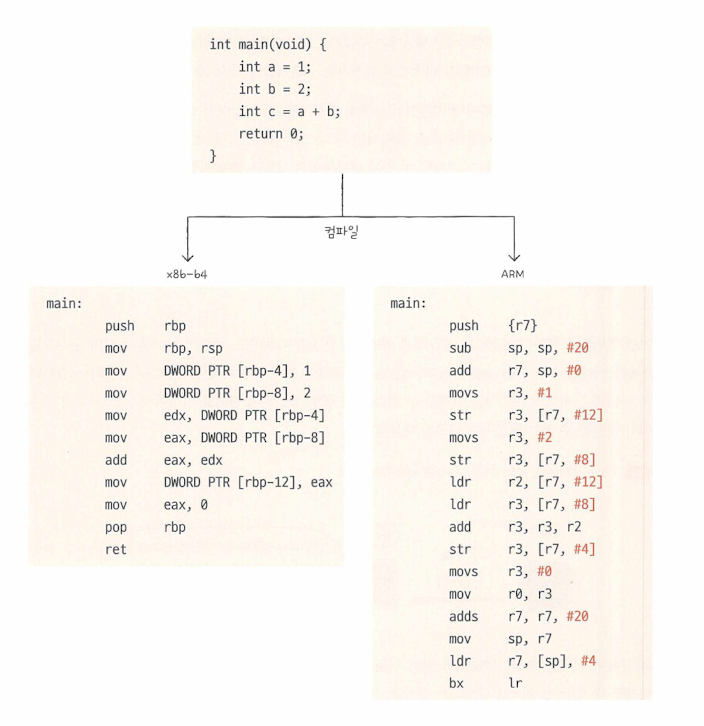 int main(void) {
int a = 1;
int b = 2;
int c = a + b;
return 0;
}
컴파일
x86-64
main:
push rbp
mov rbp, rsp
mov DWORD PTR [rbp-4], 1
mov DWORD PTR [rbp-8], 2
mov edx, DWORD PTR [rbp-4]
mov eax, DWORD PTR [rbp-8]
add eax, edx
mov DWORD PTR [rbp-12], eax
mov eax, 0
pop rbp
ret
ARM
main:
push {r7}
sub sp, sp, #20
add r7, sp, #0
movs r3, #1
str r3, [r7, #12]
movs r3, #2
str r3, [r7, #8]
ldr r2, [r7, #12]
ldr r3, [r7, #8]
add r3, r3, r2
str r3, [r7, #4]
movs r3, #0
mov r0, r3
adds r7, r7, #20
mov sp, r7
ldr r7, [sp], #4
bx lr